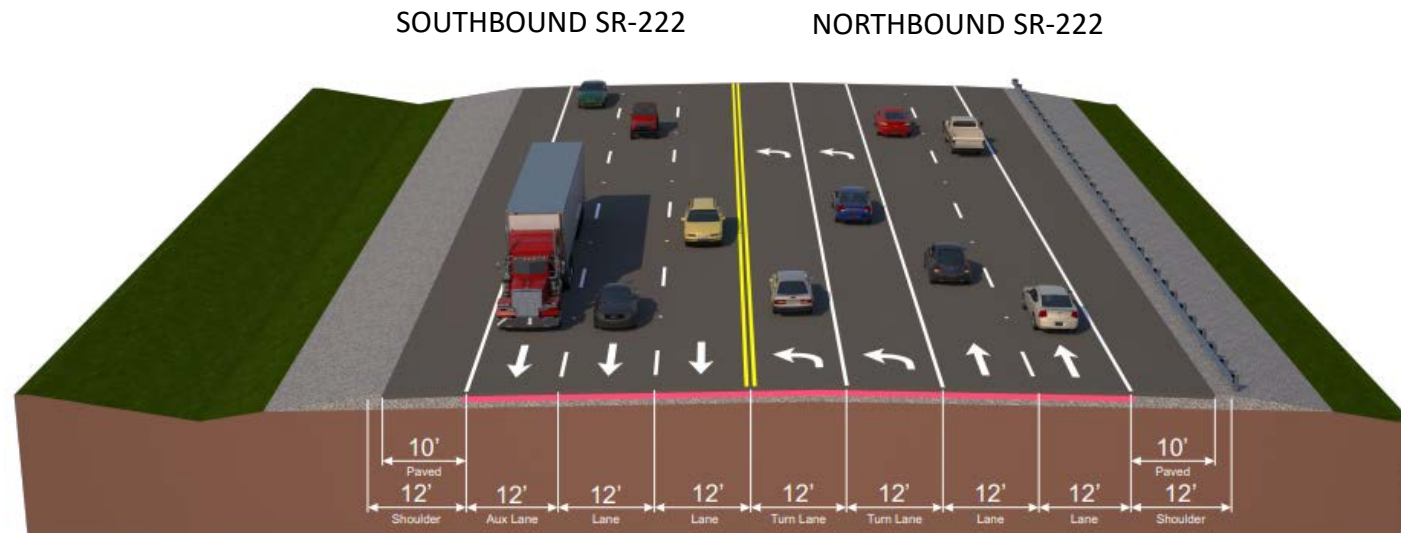 SOUTHBOUND SR-222
NORTHBOUND SR-222
10'
Paved
10'
Paved
12'
Shoulder
12'
Aux Lane
12'
Lane
12'
Lane
12'
Turn Lane
12'
Turn Lane
12'
Lane
12'
Lane
12'
Shoulder